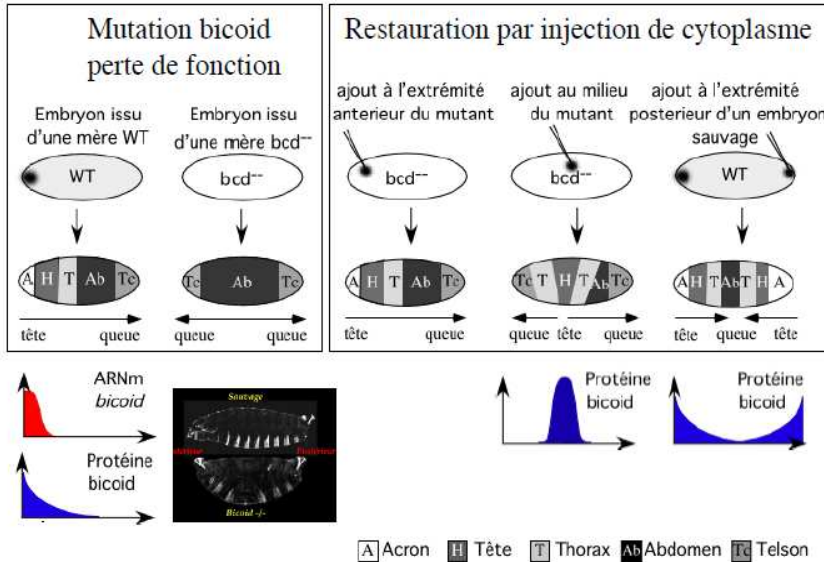 Mutation bicoid
perte de fonction
Embryon issu
d'une mère WT
Embryon issu
d'une mère bcd--
WT
bcd--
A H T Ab Tc
Tc Ab Tc
tête queue
queue queue
Restauration par injection de cytoplasme
ajout à l'extrémité
anterieur du mutant
ajout au milieu
du mutant
ajout à l'extrémité
posterieur d'un embryon
sauvage
bcd--
bcd--
WT
A H T Ab Tc
Tc T H T Ab Tc
A H T Ab T H A
tête queue
queue tête queue
tête queue tête
ARNm
bicoid
Protéine
bicoid
Sauvage
Postérieur
Bicoid -/-
Protéine
bicoid
Protéine
bicoid
A Acron H Tête T Thorax Ab Abdomen Tc Telson